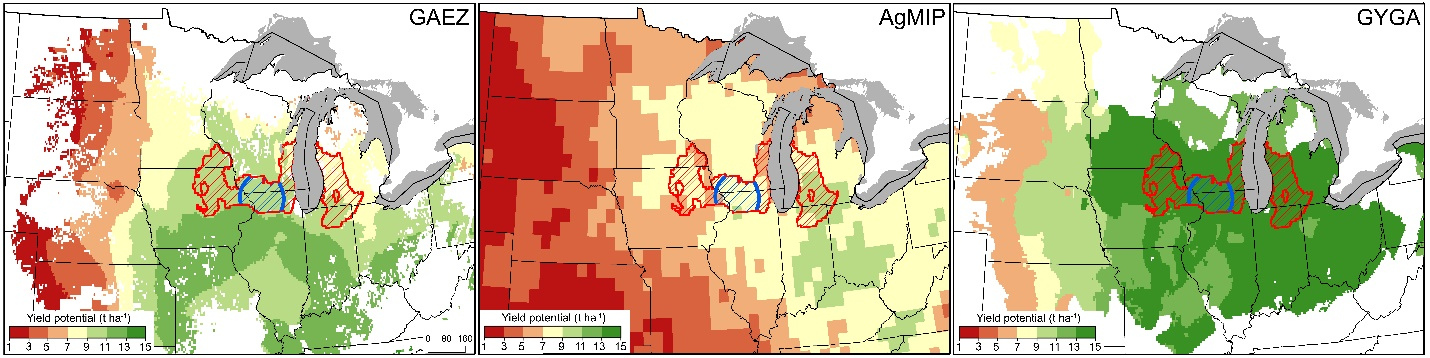 GAEZ
Yield potential (t ha⁻¹)
1 3 5 7 9 11 13 15
0 80 160
AgMIP
Yield potential (t ha⁻¹)
1 3 5 7 9 11 13 15
GYGA
Yield potential (t ha⁻¹)
1 3 5 7 9 11 13 15